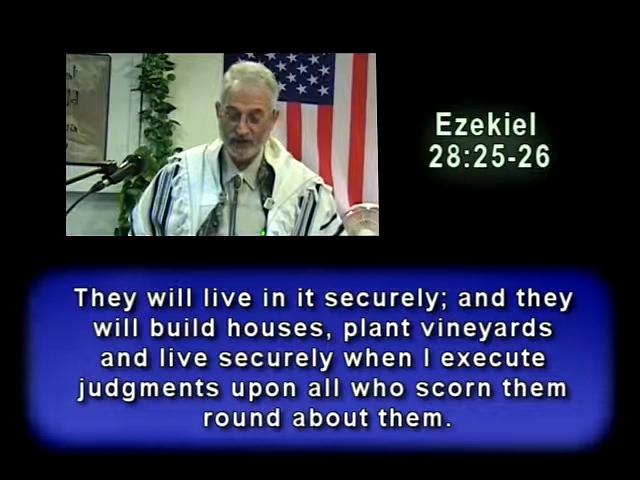 Ezekiel
28:25-26
They will live in it securely; and they
will build houses, plant vineyards
and live securely when I execute
judgments upon all who scorn them
round about them.